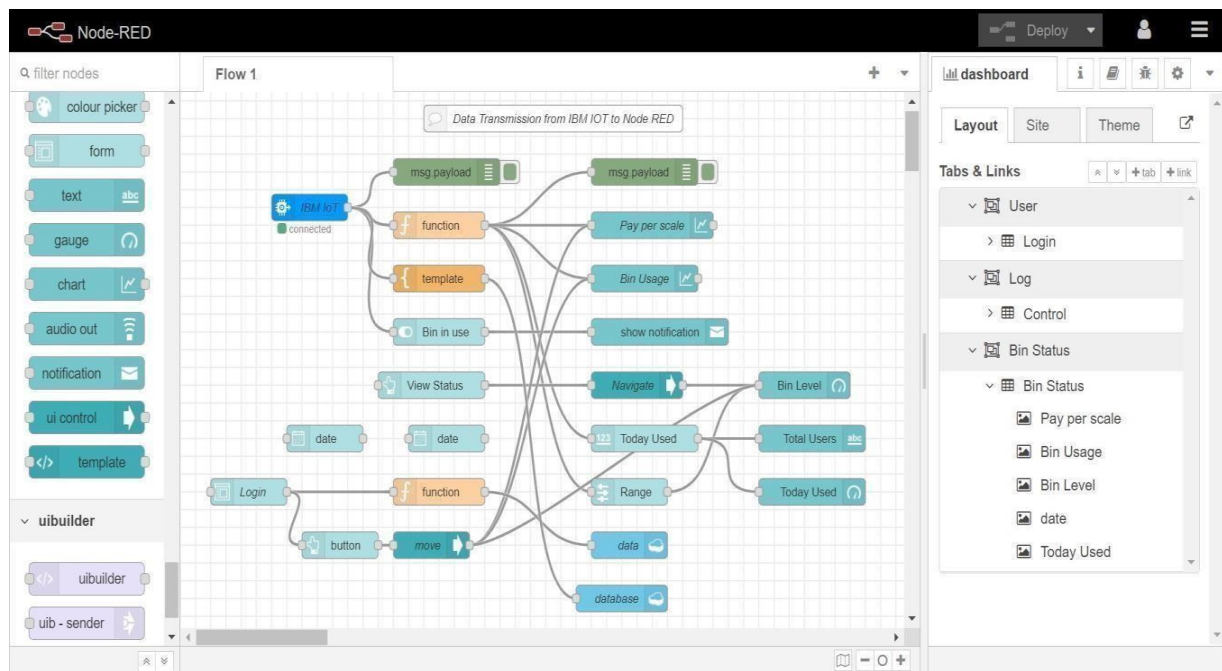 Node-RED
Deploy
filter nodes
Flow 1
dashboard
i
colour picker
form
text
abc
gauge
chart
audio out
notification
ui control
template
uibuilder
uibuilder
uib - sender
Data Transmission from IBM IOT to Node RED
msg.payload
msg.payload
IBM IoT
connected
function
Pay per scale
template
Bin Usage
Bin in use
show notification
View Status
Navigate
Bin Level
date
date
123
Today Used
Total Users
abc
Login
function
Range
Today Used
button
move
data
database
Layout
Site
Theme
Tabs & Links
+ tab
+ link
User
Login
Log
Control
Bin Status
Bin Status
Pay per scale
Bin Usage
Bin Level
date
Today Used